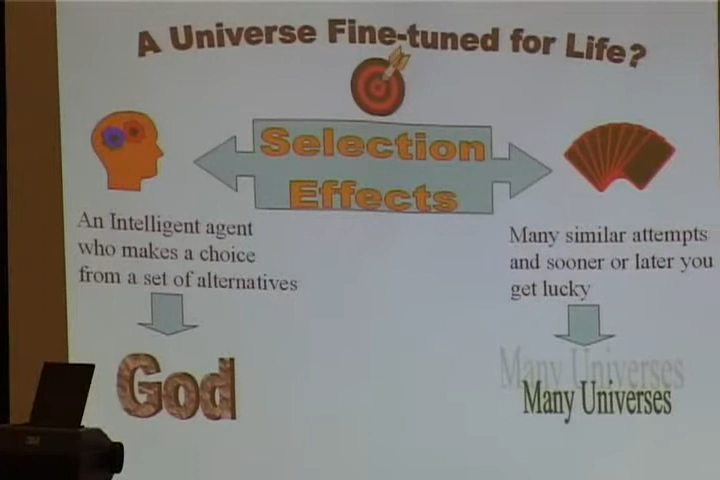 A Universe Fine-tuned for Life?
Selection
Effects
An Intelligent agent
who makes a choice
from a set of alternatives
Many similar attempts
and sooner or later you
get lucky
God
Many Universes
Many Universes
3M